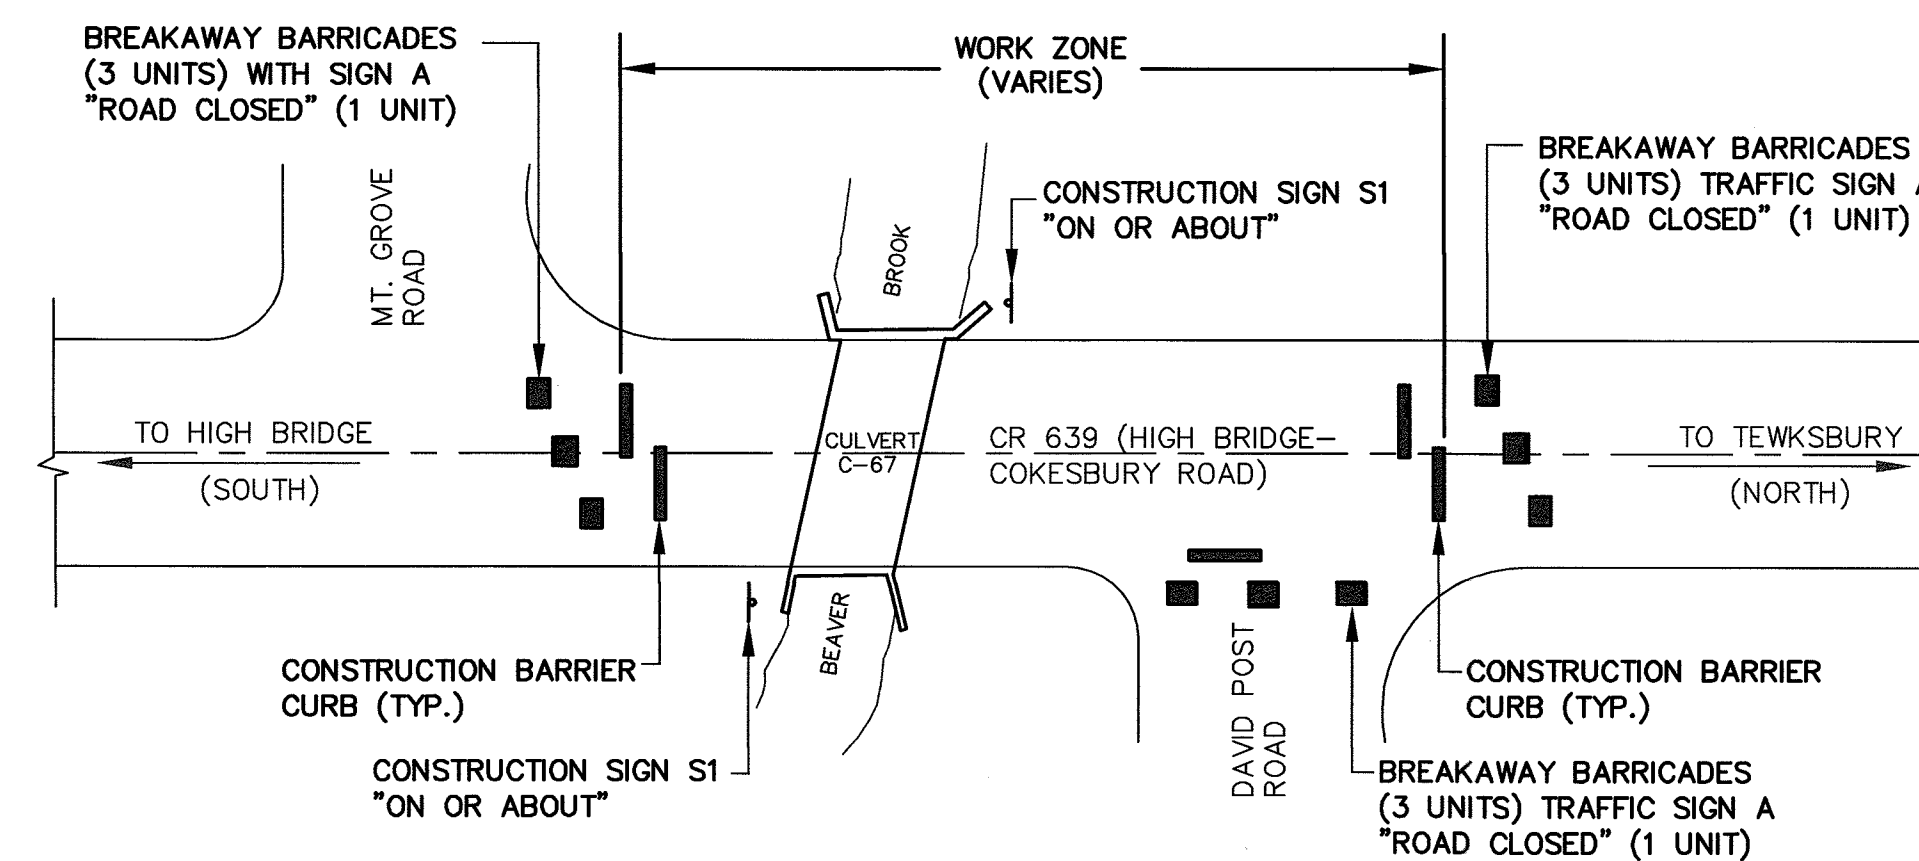 BREAKAWAY BARRICADES
(3 UNITS) WITH SIGN A
"ROAD CLOSED" (1 UNIT)
WORK ZONE
(VARIES)
BREAKAWAY BARRICADES
(3 UNITS) TRAFFIC SIGN
"ROAD CLOSED" (1 UNIT)
CONSTRUCTION SIGN S1
"ON OR ABOUT"
MT. GROVE
ROAD
BROOK
TO HIGH BRIDGE
(SOUTH)
CULVERT
C-67
CR 639 (HIGH BRIDGE-
COKESBURY ROAD)
TO TEWKSBURY
(NORTH)
BEAVER
CONSTRUCTION BARRIER
CURB (TYP.)
DAVID POST
ROAD
CONSTRUCTION BARRIER
CURB (TYP.)
CONSTRUCTION SIGN S1
"ON OR ABOUT"
BREAKAWAY BARRICADES
(3 UNITS) TRAFFIC SIGN A
"ROAD CLOSED" (1 UNIT)